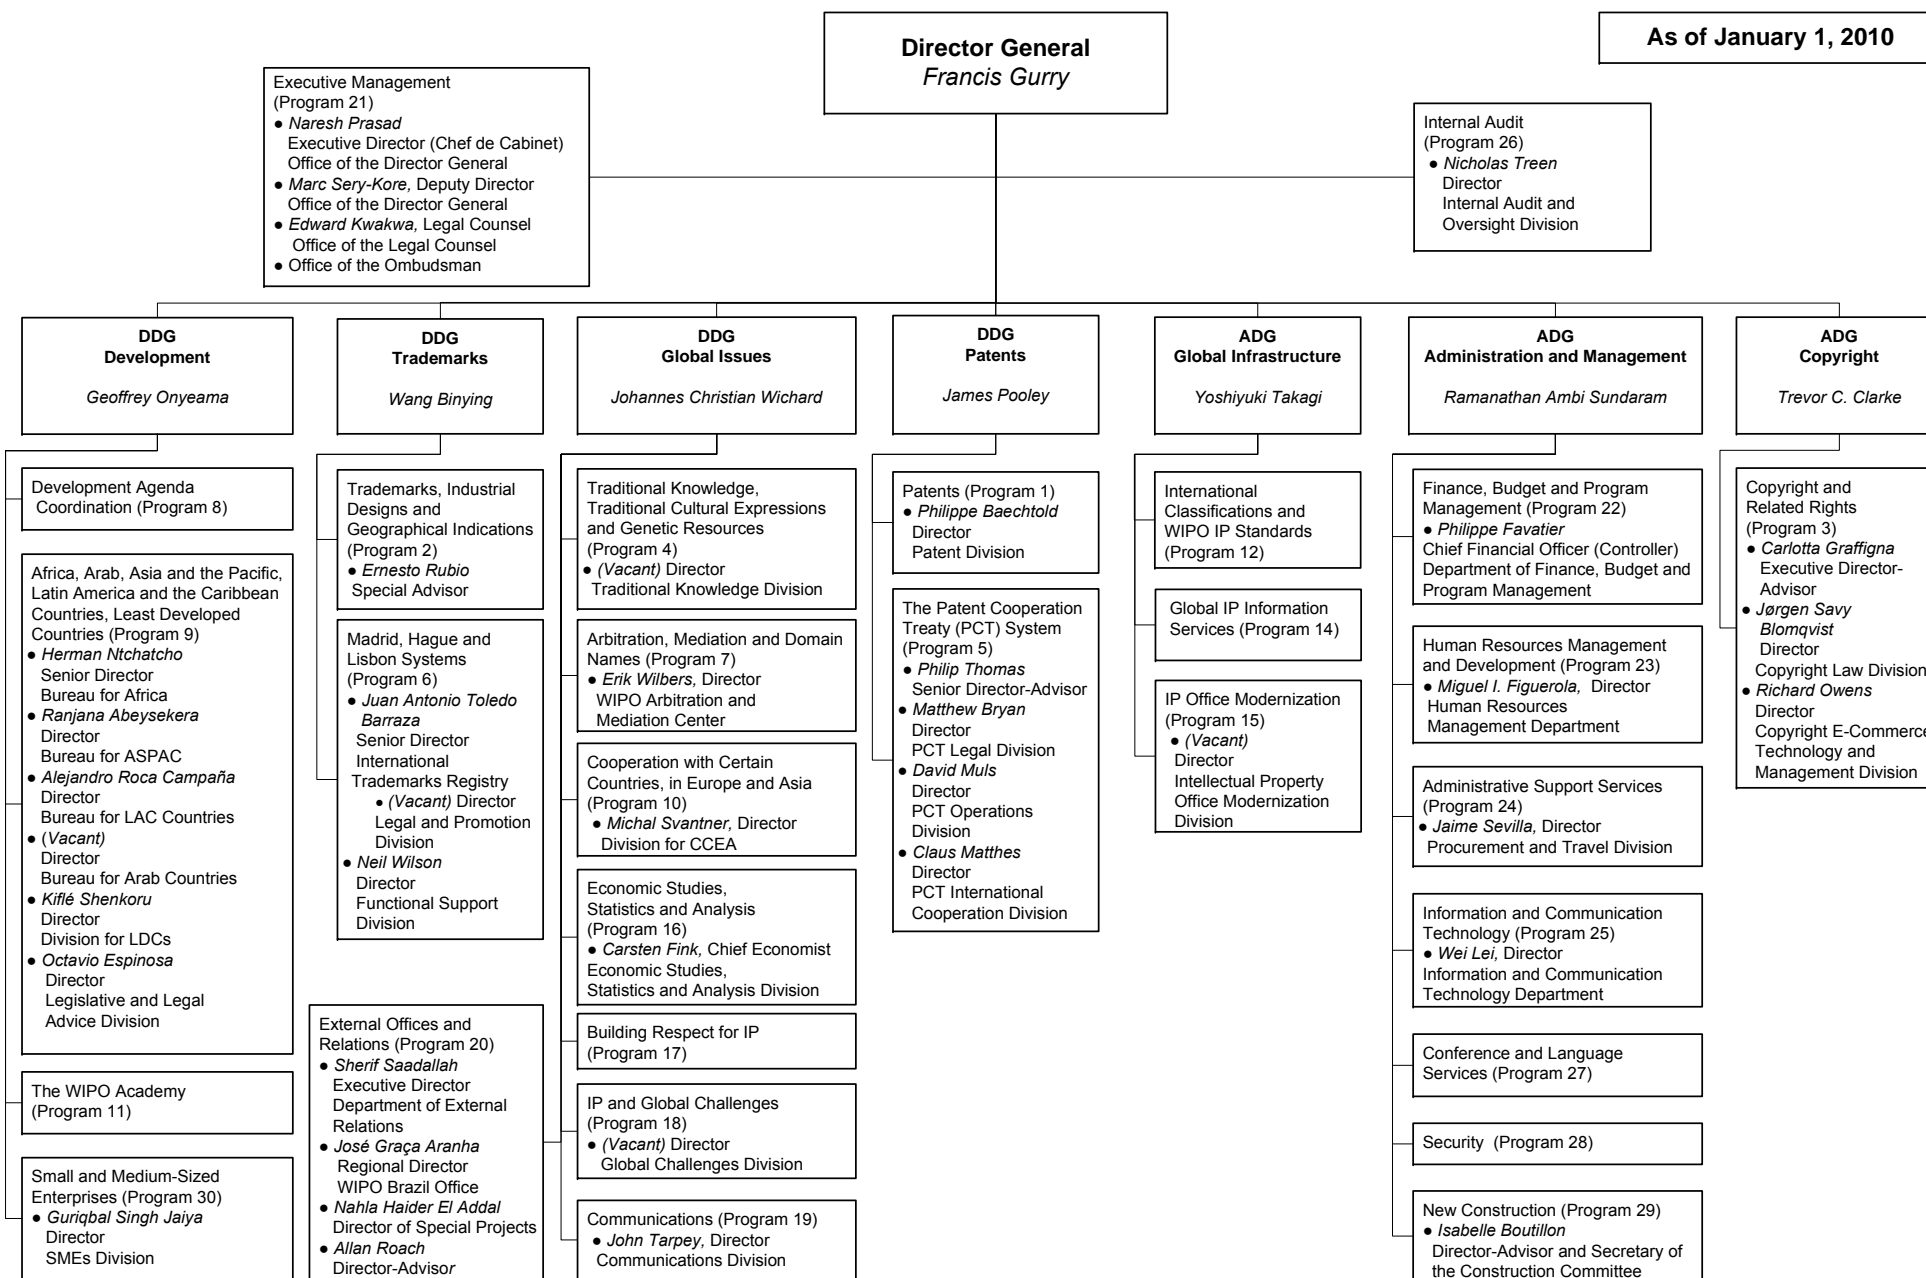 Director General
Francis Gurry
As of January 1, 2010
Executive Management
(Program 21)
● Naresh Prasad
Executive Director (Chef de Cabinet)
Office of the Director General
● Marc Sery-Kore, Deputy Director
Office of the Director General
● Edward Kwakwa, Legal Counsel
Office of the Legal Counsel
● Office of the Ombudsman
Internal Audit
(Program 26)
● Nicholas Treen
Director
Internal Audit and
Oversight Division
DDG
Development
Geoffrey Onyeama
DDG
Trademarks
Wang Binying
DDG
Global Issues
Johannes Christian Wichard
DDG
Patents
James Pooley
ADG
Global Infrastructure
Yoshiyuki Takagi
ADG
Administration and Management
Ramanathan Ambi Sundaram
ADG
Copyright
Trevor C. Clarke
Development Agenda
Coordination (Program 8)
Africa, Arab, Asia and the Pacific,
Latin America and the Caribbean
Countries, Least Developed
Countries (Program 9)
● Herman Ntchatcho
Senior Director
Bureau for Africa
● Ranjana Abeysekera
Director
Bureau for ASPAC
● Alejandro Roca Campaña
Director
Bureau for LAC Countries
● (Vacant)
Director
Bureau for Arab Countries
● Kiflé Shenkoru
Director
Division for LDCs
● Octavio Espinosa
Director
Legislative and Legal
Advice Division
The WIPO Academy
(Program 11)
Small and Medium-Sized
Enterprises (Program 30)
● Guriqbal Singh Jaiya
Director
SMEs Division
Trademarks, Industrial
Designs and
Geographical Indications
(Program 2)
● Ernesto Rubio
Special Advisor
Madrid, Hague and
Lisbon Systems
(Program 6)
● Juan Antonio Toledo
Barraza
Senior Director
International
Trademarks Registry
● (Vacant) Director
Legal and Promotion
Division
● Neil Wilson
Director
Functional Support
Division
External Offices and
Relations (Program 20)
● Sherif Saadallah
Executive Director
Department of External
Relations
● José Graça Aranha
Regional Director
WIPO Brazil Office
● Nahla Haider El Addal
Director of Special Projects
● Allan Roach
Director-Advisor
Traditional Knowledge,
Traditional Cultural Expressions
and Genetic Resources
(Program 4)
● (Vacant) Director
Traditional Knowledge Division
Arbitration, Mediation and Domain
Names (Program 7)
● Erik Wilbers, Director
WIPO Arbitration and
Mediation Center
Cooperation with Certain
Countries, in Europe and Asia
(Program 10)
● Michal Svantner, Director
Division for CCEA
Economic Studies,
Statistics and Analysis
(Program 16)
● Carsten Fink, Chief Economist
Economic Studies,
Statistics and Analysis Division
Building Respect for IP
(Program 17)
IP and Global Challenges
(Program 18)
● (Vacant) Director
Global Challenges Division
Communications (Program 19)
● John Tarpey, Director
Communications Division
Patents (Program 1)
● Philippe Baechtold
Director
Patent Division
The Patent Cooperation
Treaty (PCT) System
(Program 5)
● Philip Thomas
Senior Director-Advisor
● Matthew Bryan
Director
PCT Legal Division
● David Muls
Director
PCT Operations
Division
● Claus Matthes
Director
PCT International
Cooperation Division
International
Classifications and
WIPO IP Standards
(Program 12)
Global IP Information
Services (Program 14)
IP Office Modernization
(Program 15)
● (Vacant)
Director
Intellectual Property
Office Modernization
Division
Finance, Budget and Program
Management (Program 22)
● Philippe Favatier
Chief Financial Officer (Controller)
Department of Finance, Budget and
Program Management
Human Resources Management
and Development (Program 23)
● Miguel I. Figuerola, Director
Human Resources
Management Department
Administrative Support Services
(Program 24)
● Jaime Sevilla, Director
Procurement and Travel Division
Information and Communication
Technology (Program 25)
● Wei Lei, Director
Information and Communication
Technology Department
Conference and Language
Services (Program 27)
Security (Program 28)
New Construction (Program 29)
● Isabelle Boutillon
Director-Advisor and Secretary of
the Construction Committee
Copyright and
Related Rights
(Program 3)
● Carlotta Graffigna
Executive Director-
Advisor
● Jørgen Savy
Blomqvist
Director
Copyright Law Division
● Richard Owens
Director
Copyright E-Commerce
Technology and
Management Division